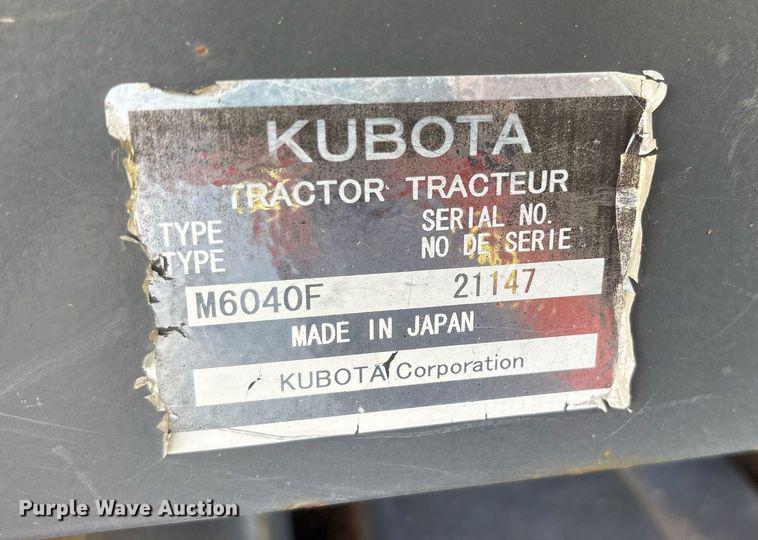 KUBOTA
TRACTOR TRACTEUR
TYPE SERIAL NO.
TYPE NO DE SERIE
M6040F 21147
MADE IN JAPAN
KUBOTA Corporation
Purple Wave Auction